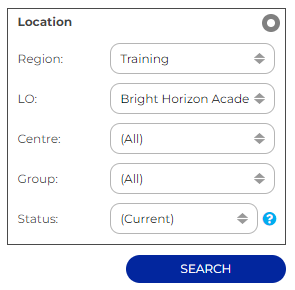 Location
Region: Training
LO: Bright Horizon Acade
Centre: (All)
Group: (All)
Status: (Current) ?
SEARCH